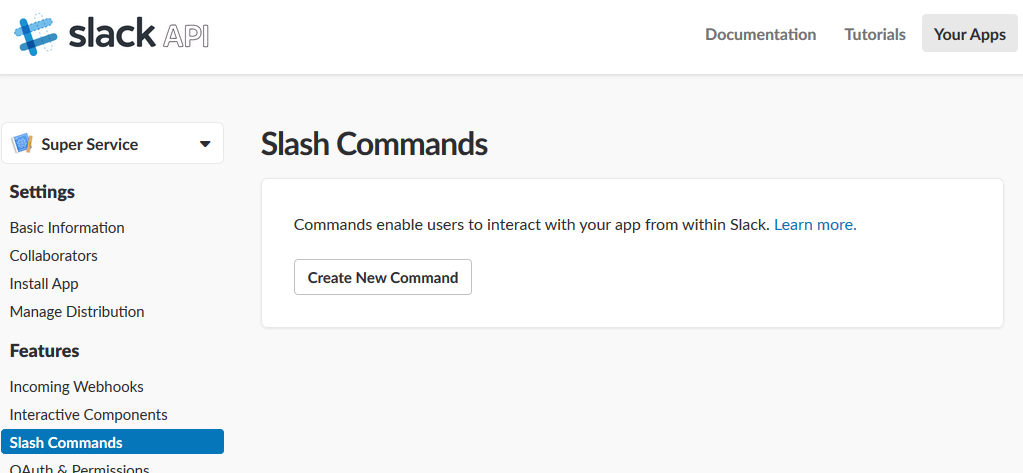 slack API
Documentation
Tutorials
Your Apps
Super Service
Settings
Basic Information
Collaborators
Install App
Manage Distribution
Features
Incoming Webhooks
Interactive Components
Slash Commands
OAuth & Permissions
Slash Commands
Commands enable users to interact with your app from within Slack. Learn more.
Create New Command